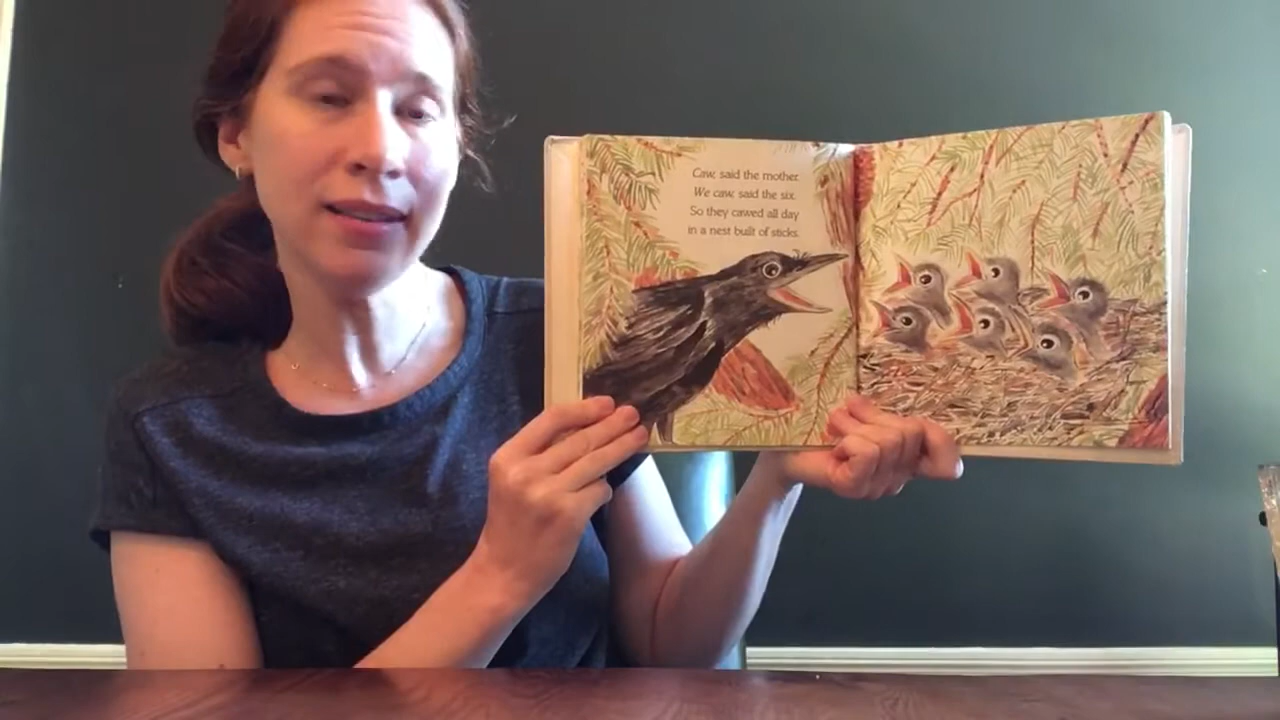 Caw, said the mother.
We caw, said the six.
So they cawed all day
in a nest built of sticks.